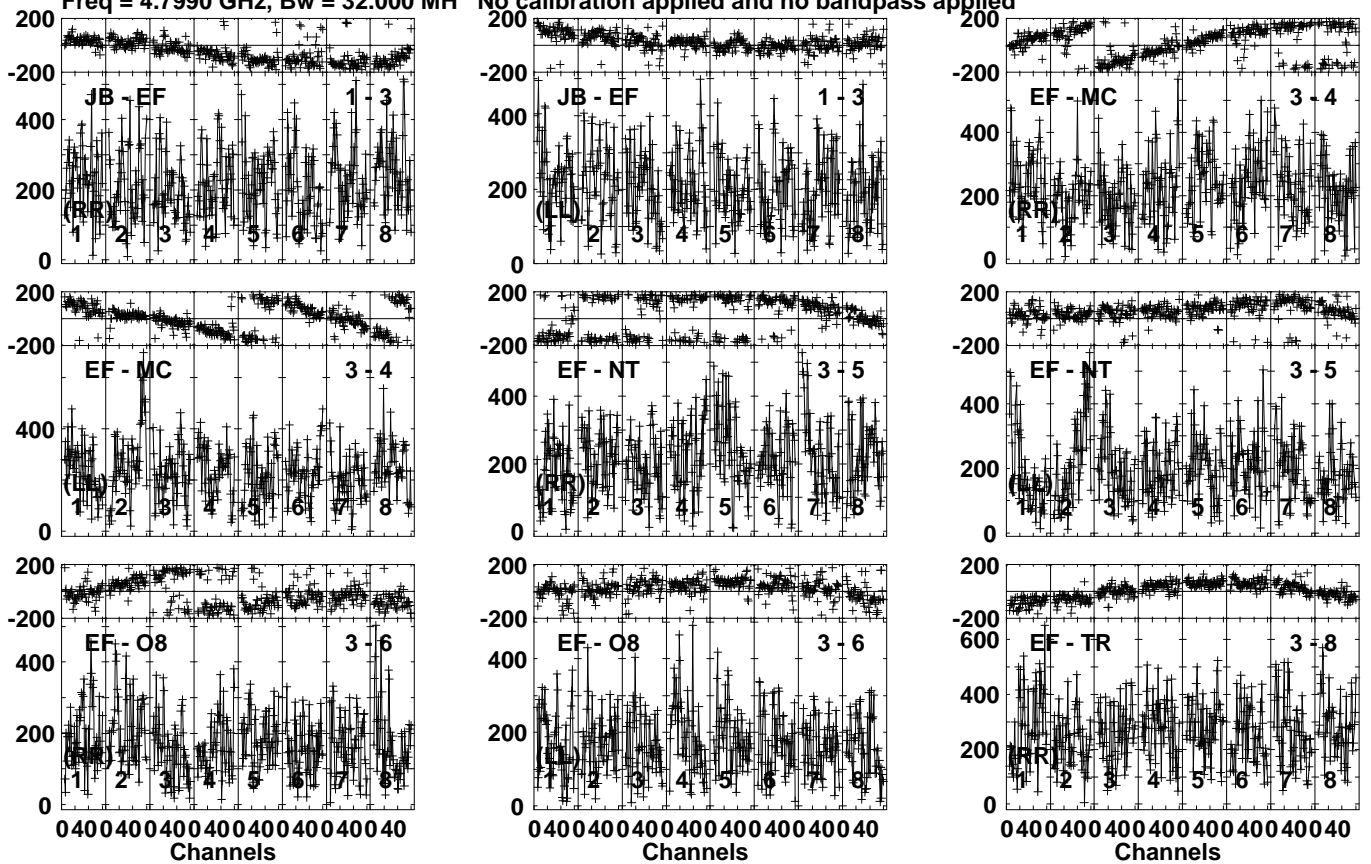 Freq = 4.7990 GHz, Bw = 32.000 MH No calibration applied and no bandpass applied
200
-200
JB - EF 1 - 3
400
200
(RR)
1 2 3 4 5 6 7 8
0
200
-200
JB - EF 1 - 3
400
200
(LL)
1 2 3 4 5 6 7 8
0
200
-200
EF - MC 3 - 4
400
200
(RR)
1 2 3 4 5 6 7 8
0
200
-200
EF - MC 3 - 4
400
(LL)
1 2 3 4 5 6 7 8
0
200
-200
EF - NT 3 - 5
400
200
(RR)
1 2 3 4 5 6 7 8
0
200
-200
EF - NT 3 - 5
400
200
(LL)
1 2 3 4 5 6 7 8
0
200
-200
EF - O8 3 - 6
400
200
(RR)
1 2 3 4 5 6 7 8
0
200
-200
EF - O8 3 - 6
400
200
(LL)
1 2 3 4 5 6 7 8
0
200
-200
600
EF - TR 3 - 8
400
200
(RR)
1 2 3 4 5 6 7 8
0
0 40 0 40 0 40 0 40 0 40 0 40 0 40 0 40
Channels
0 40 0 40 0 40 0 40 0 40 0 40 0 40 0 40
Channels
0 40 0 40 0 40 0 40 0 40 0 40 0 40 0 40
Channels